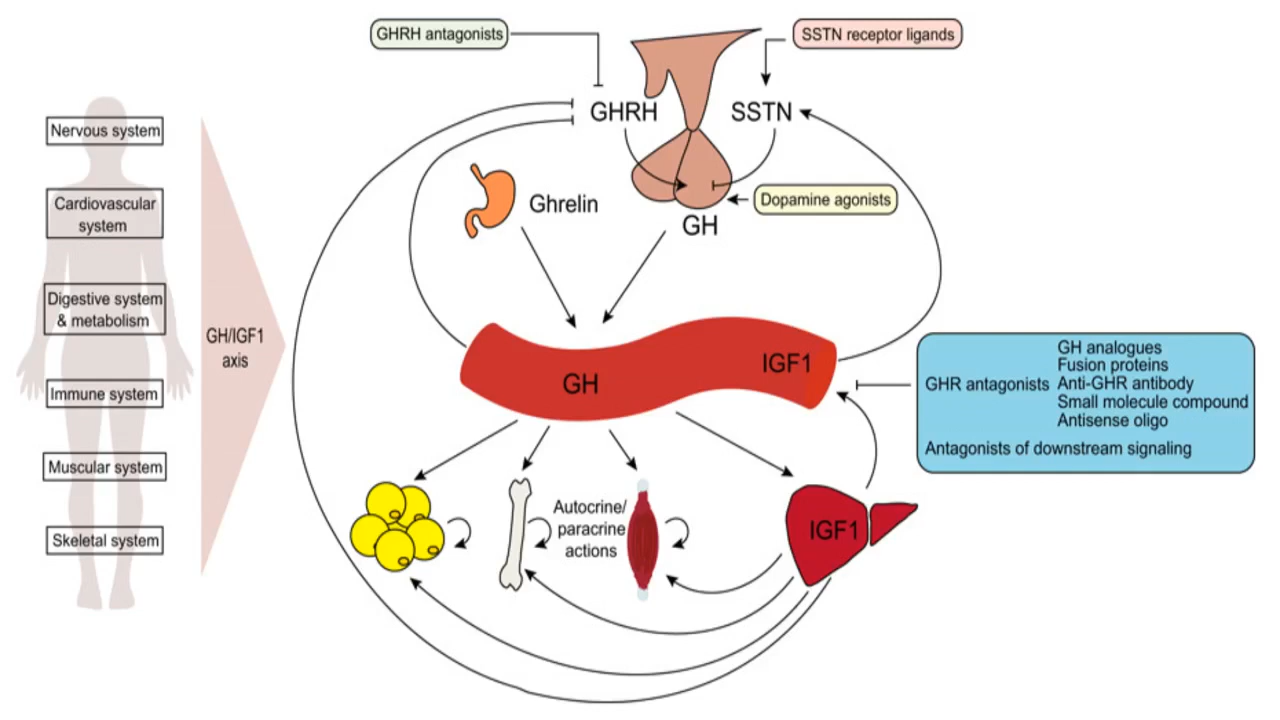 GHRH antagonists
SSTN receptor ligands
GHRH
SSTN
Nervous system
Cardiovascular
system
Digestive system
& metabolism
Immune system
Muscular system
Skeletal system
GH/IGF1
axis
Ghrelin
Dopamine agonists
GH
GH
IGF1
GHR antagonists
GH analogues
Fusion proteins
Anti-GHR antibody
Small molecule compound
Antisense oligo
Antagonists of downstream signaling
Autocrine/
paracrine
actions
IGF1